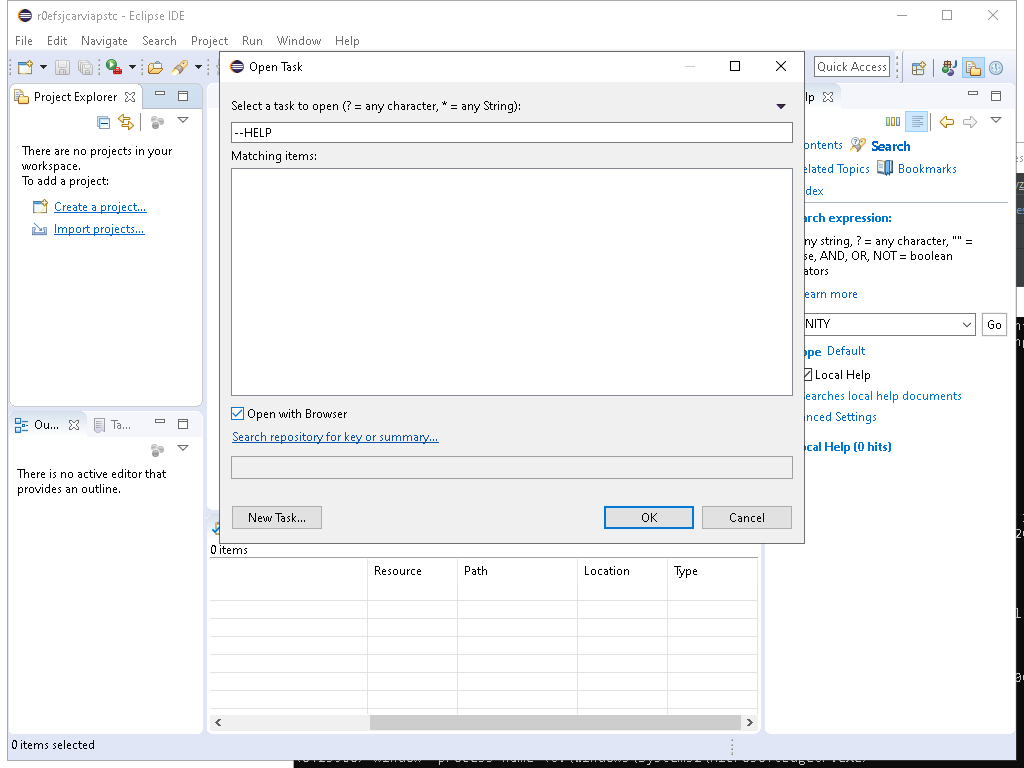 r0efsjcarviapstc - Eclipse IDE
File Edit Navigate Search Project Run Window Help
Quick Access
Project Explorer
There are no projects in your
workspace.
To add a project:
Create a project...
Import projects...
Ou...
Ta...
There is no active editor that
provides an outline.
Open Task
Select a task to open (? = any character, * = any String):
--HELP
Matching items:
Open with Browser
Search repository for key or summary...
New Task...
OK
Cancel
0 items
Resource Path Location Type
lp
ontents Search
elated Topics Bookmarks
dex
arch expression:
ny string, ? = any character, "" =
se, AND, OR, NOT = boolean
ators
earn more
NITY
Go
ope Default
Local Help
earches local help documents
nced Settings
ocal Help (0 hits)
0 items selected